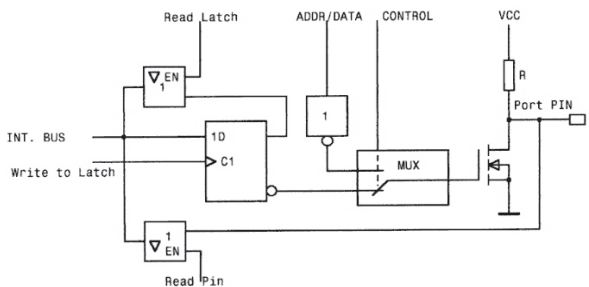 Read Latch
ADDR/DATA
CONTROL
VCC
EN
1
R
Port PIN
1
INT. BUS
1D
C1
Write to Latch
MUX
1
EN
Read Pin